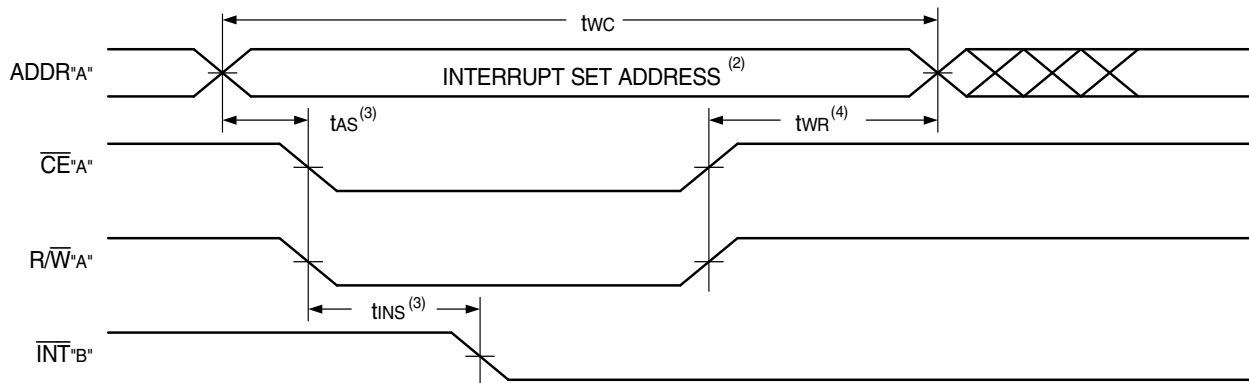 tWC
ADDR"A"
INTERRUPT SET ADDRESS (2)
tAS(3)
tWR(4)
CE"A"
R/W"A"
tINS(3)
INT"B"